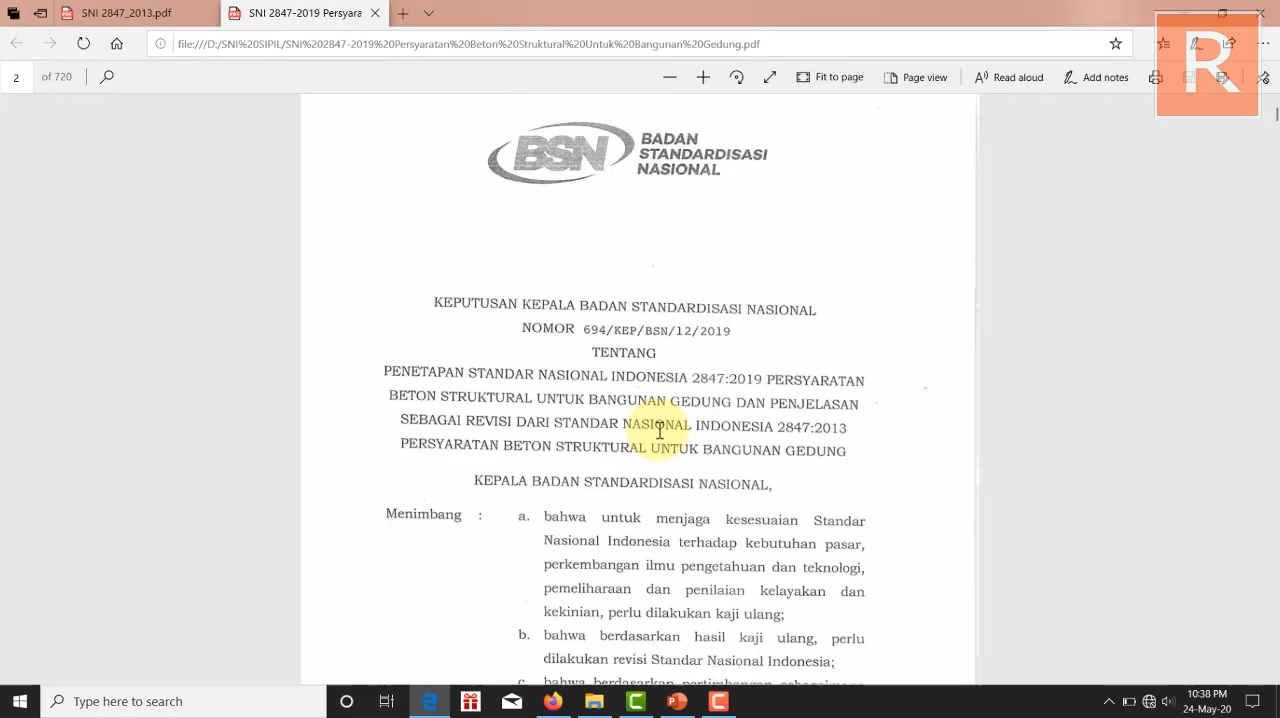 SNI 2847_2013.pdf
SNI 2847-2019 Persyara
file:///D:/SNI%20SIPIL/SNI%202847-2019%20Persyaratan%20Beton%20Struktural%20Untuk%20Bangunan%20Gedung.pdf
2 of 720
Fit to page
Page view
Read aloud
Add notes
R
BSN
BADAN
STANDARDISASI
NASIONAL
KEPUTUSAN KEPALA BADAN STANDARDISASI NASIONAL
NOMOR 694/KEP/BSN/12/2019
TENTANG
PENETAPAN STANDAR NASIONAL INDONESIA 2847:2019 PERSYARATAN
BETON STRUKTURAL UNTUK BANGUNAN GEDUNG DAN PENJELASAN
SEBAGAI REVISI DARI STANDAR NASIONAL INDONESIA 2847:2013
PERSYARATAN BETON STRUKTURAL UNTUK BANGUNAN GEDUNG
KEPALA BADAN STANDARDISASI NASIONAL,
Menimbang : a. bahwa untuk menjaga kesesuaian Standar
Nasional Indonesia terhadap kebutuhan pasar,
perkembangan ilmu pengetahuan dan teknologi,
pemeliharaan dan penilaian kelayakan dan
kekinian, perlu dilakukan kaji ulang;
b. bahwa berdasarkan hasil kaji ulang, perlu
dilakukan revisi Standar Nasional Indonesia;
c. bahwa berdasarkan pertimbangan sebagaimana
Type here to search
10:38 PM
24-May-20